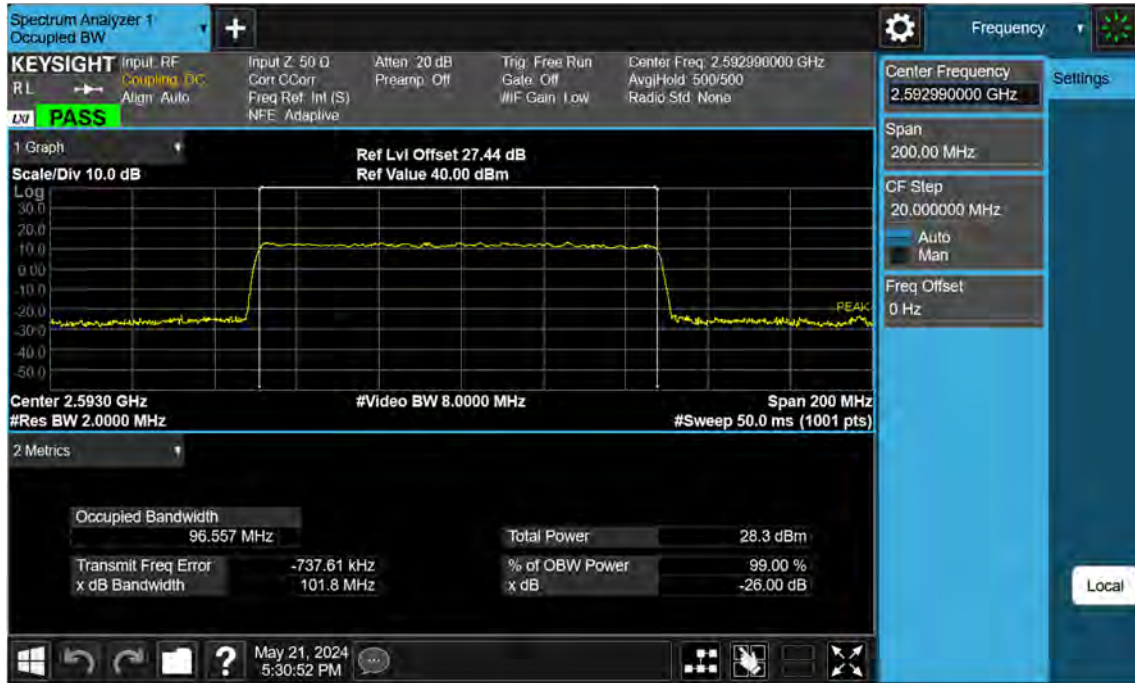 Spectrum Analyzer 1
Occupied BW
+
Frequency
KEYSIGHT
RL
LXI
PASS
Input: RF
Coupling: DC
Align: Auto
Input Z: 50 Ω
Corr CCorr
Freq Ref: Int (S)
NFE: Adaptive
Atten: 20 dB
Preamp: Off
Trig: Free Run
Gate: Off
#IF Gain: Low
Center Freq: 2.592990000 GHz
Avg|Hold: 500/500
Radio Std: None
Center Frequency
2.592990000 GHz
Settings
Span
200.00 MHz
CF Step
20.000000 MHz
Auto
Man
Freq Offset
0 Hz
1 Graph
Scale/Div 10.0 dB
Ref Lvl Offset 27.44 dB
Ref Value 40.00 dBm
Log
30.0
20.0
10.0
0.00
-10.0
-20.0
-30.0
-40.0
-50.0
PEAK
Center 2.5930 GHz
#Video BW 8.0000 MHz
Span 200 MHz
#Res BW 2.0000 MHz
#Sweep 50.0 ms (1001 pts)
2 Metrics
Occupied Bandwidth
96.557 MHz
Total Power 28.3 dBm
Transmit Freq Error -737.61 kHz
% of OBW Power 99.00 %
x dB Bandwidth 101.8 MHz
x dB -26.00 dB
Local
?
May 21, 2024
5:30:52 PM